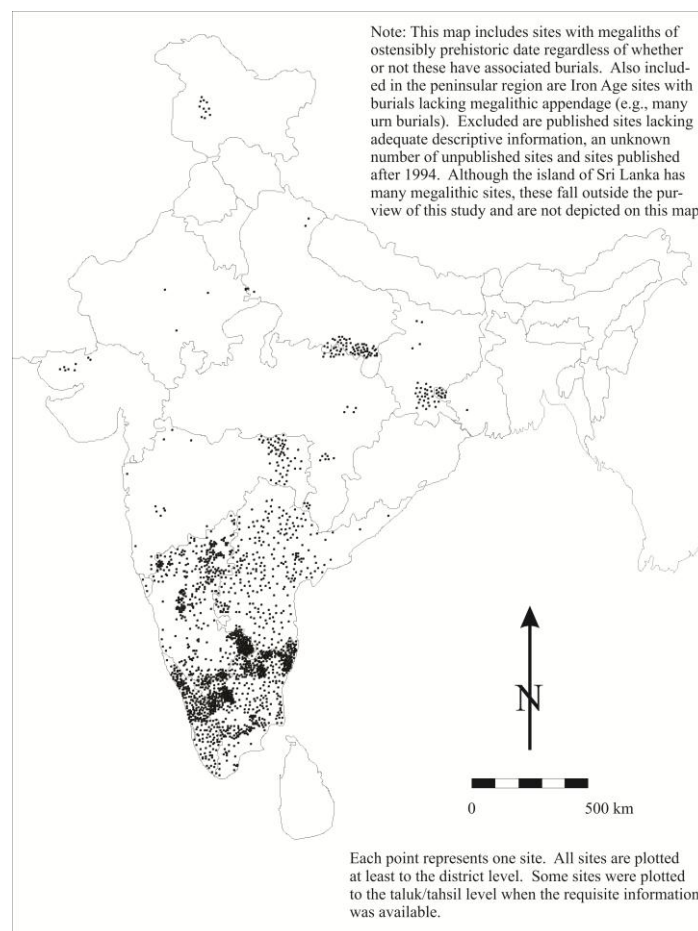 Note: This map includes sites with megaliths of
ostensibly prehistoric date regardless of whether
or not these have associated burials. Also includ-
ed in the peninsular region are Iron Age sites with
burials lacking megalithic appendage (e.g., many
urn burials). Excluded are published sites lacking
adequate descriptive information, an unknown
number of unpublished sites and sites published
after 1994. Although the island of Sri Lanka has
many megalithic sites, these fall outside the pur-
view of this study and are not depicted on this map
N
0 500 km
Each point represents one site. All sites are plotted
at least to the district level. Some sites were plotted
to the taluk/tahsil level when the requisite information
was available.